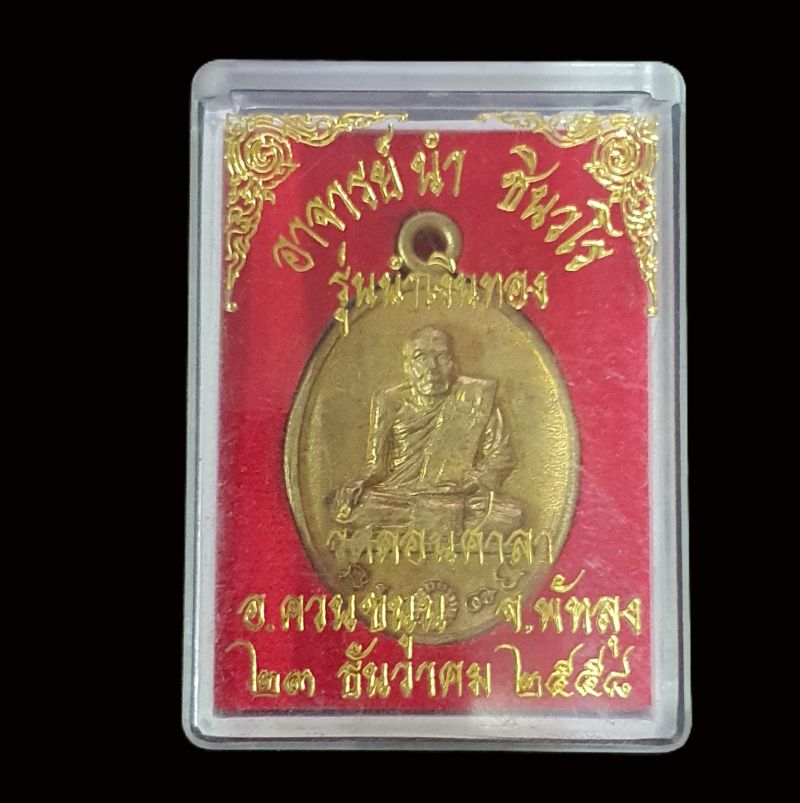 อาจารย์นำ ชินวโร
รุ่นนำเงินทอง
วัดดอนศาลา
อ.ควนขนุน จ.พัทลุง
๒๓ ธันวาคม ๒๕๕๘